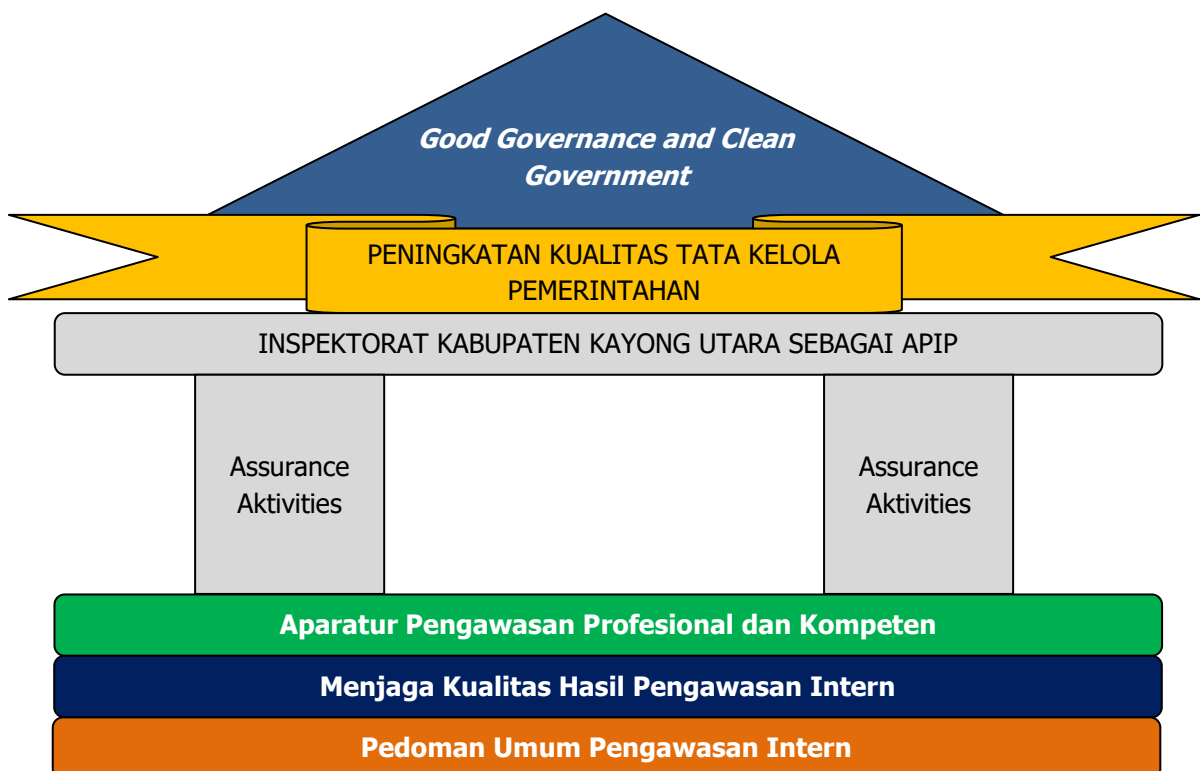 Good Governance and Clean
Government
PENINGKATAN KUALITAS TATA KELOLA
PEMERINTAHAN
INSPEKTORAT KABUPATEN KAYONG UTARA SEBAGAI APIP
Assurance
Aktivities
Assurance
Aktivities
Aparatur Pengawasan Profesional dan Kompeten
Menjaga Kualitas Hasil Pengawasan Intern
Pedoman Umum Pengawasan Intern